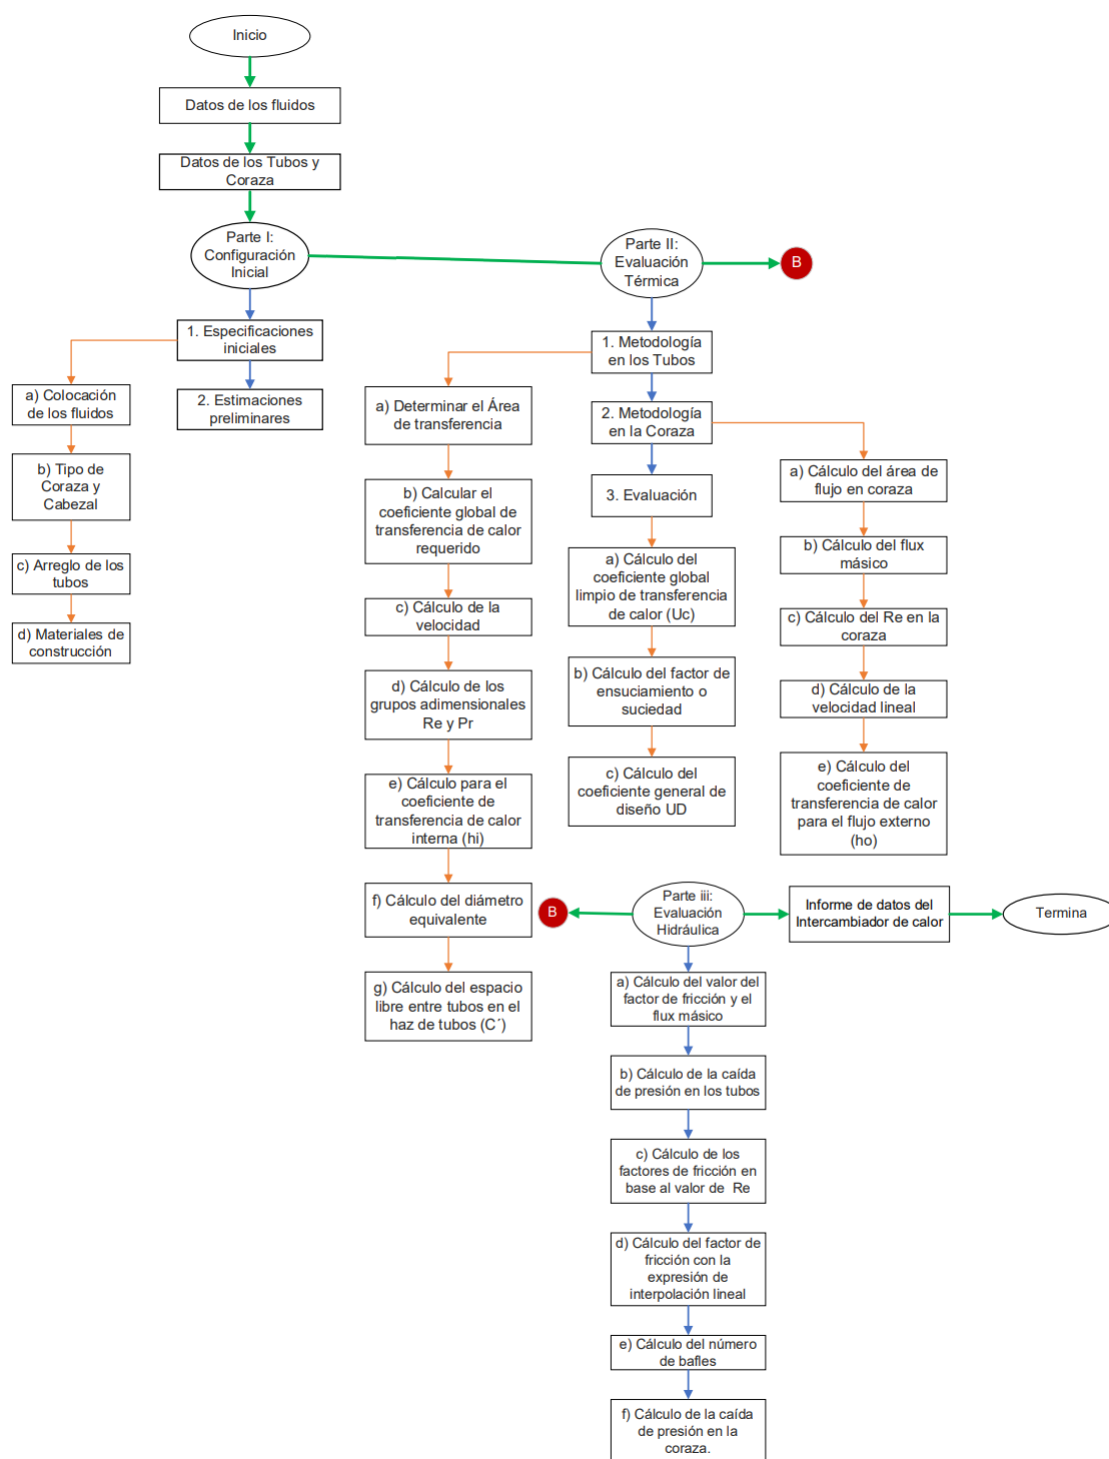 Inicio
Datos de los fluidos
Datos de los Tubos y
Coraza
Parte I:
Configuración
Inicial
Parte II:
Evaluación
Térmica
B
1. Especificaciones
iniciales
2. Estimaciones
preliminares
a) Colocación
de los fluidos
b) Tipo de
Coraza y
Cabezal
c) Arreglo de los
tubos
d) Materiales de
construcción
1. Metodología
en los Tubos
2. Metodología
en la Coraza
3. Evaluación
a) Determinar el Área
de transferencia
b) Calcular el
coeficiente global de
transferencia de calor
requerido
c) Cálculo de la
velocidad
d) Cálculo de los
grupos adimensionales
Re y Pr
e) Cálculo para el
coeficiente de
transferencia de calor
interna (hi)
f) Cálculo del diámetro
equivalente
g) Cálculo del espacio
libre entre tubos en el
haz de tubos (C´)
a) Cálculo del
coeficiente global
limpio de transferencia
de calor (Uc)
b) Cálculo del factor de
ensuciamiento o
suciedad
c) Cálculo del
coeficiente general de
diseño UD
a) Cálculo del área de
flujo en coraza
b) Cálculo del flux
másico
c) Cálculo del Re en la
coraza
d) Cálculo de la
velocidad lineal
e) Cálculo del
coeficiente de
transferencia de calor
para el flujo externo
(ho)
B
Parte iii:
Evaluación
Hidráulica
Informe de datos del
Intercambiador de calor
Termina
a) Cálculo del valor del
factor de fricción y el
flux másico
b) Cálculo de la caída
de presión en los tubos
c) Cálculo de los
factores de fricción en
base al valor de Re
d) Cálculo del factor de
fricción con la
expresión de
interpolación lineal
e) Cálculo del número
de bafles
f) Cálculo de la caída
de presión en la
coraza.